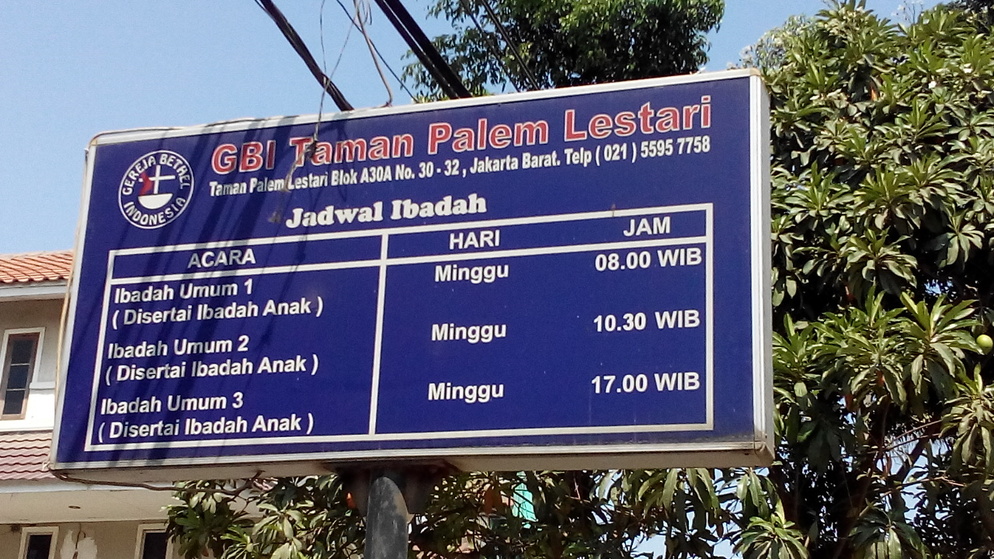 GEREJA BETHEL INDONESIA
GBI Taman Palem Lestari
Taman Palem Lestari Blok A30A No. 30 - 32 , Jakarta Barat. Telp ( 021 ) 5595 7758
Jadwal Ibadah
ACARA HARI JAM
Ibadah Umum 1 Minggu 08.00 WIB
( Disertai Ibadah Anak )
Ibadah Umum 2 Minggu 10.30 WIB
( Disertai Ibadah Anak )
Ibadah Umum 3 Minggu 17.00 WIB
( Disertai Ibadah Anak )